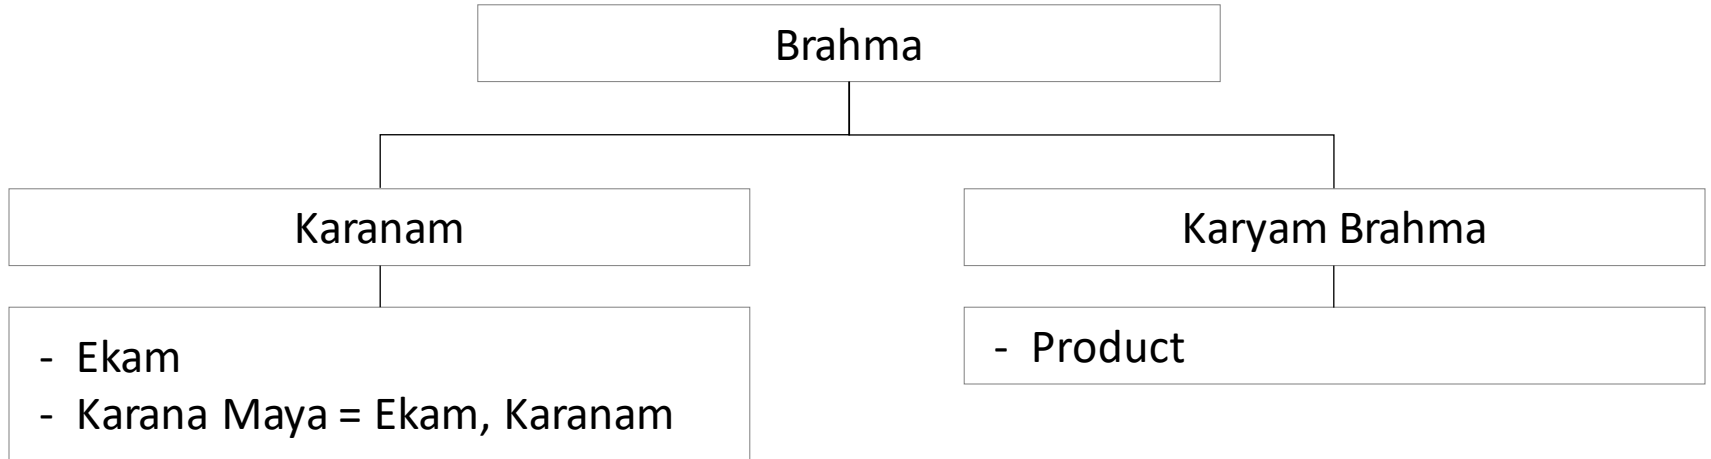 Brahma
Karanam
Karyam Brahma
- Ekam
- Karana Maya = Ekam, Karanam
- Product